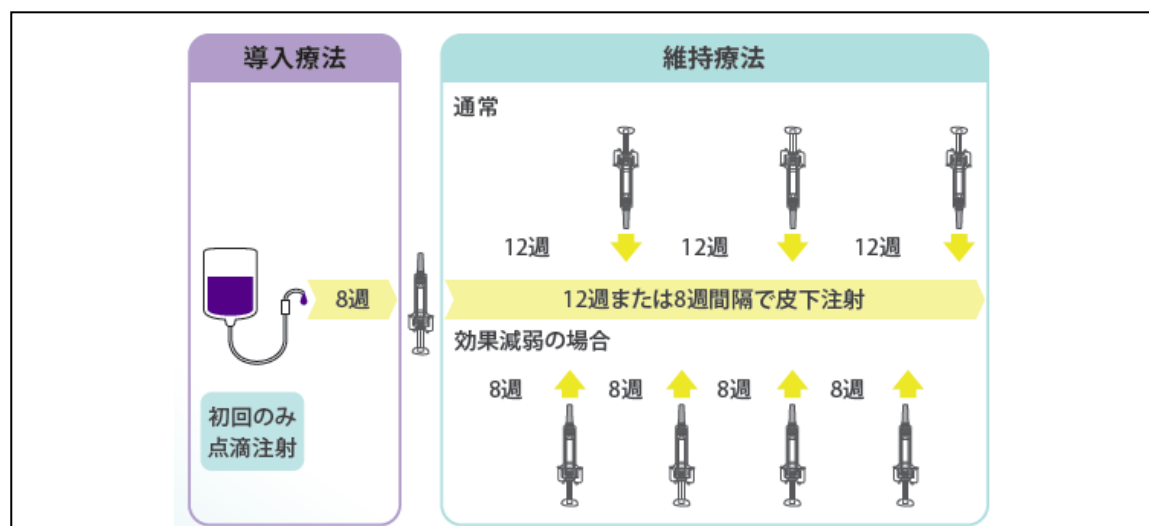 導入療法
8週
初回のみ
点滴注射
維持療法
通常
12週
12週
12週
12週または8週間隔で皮下注射
効果減弱の場合
8週
8週
8週
8週